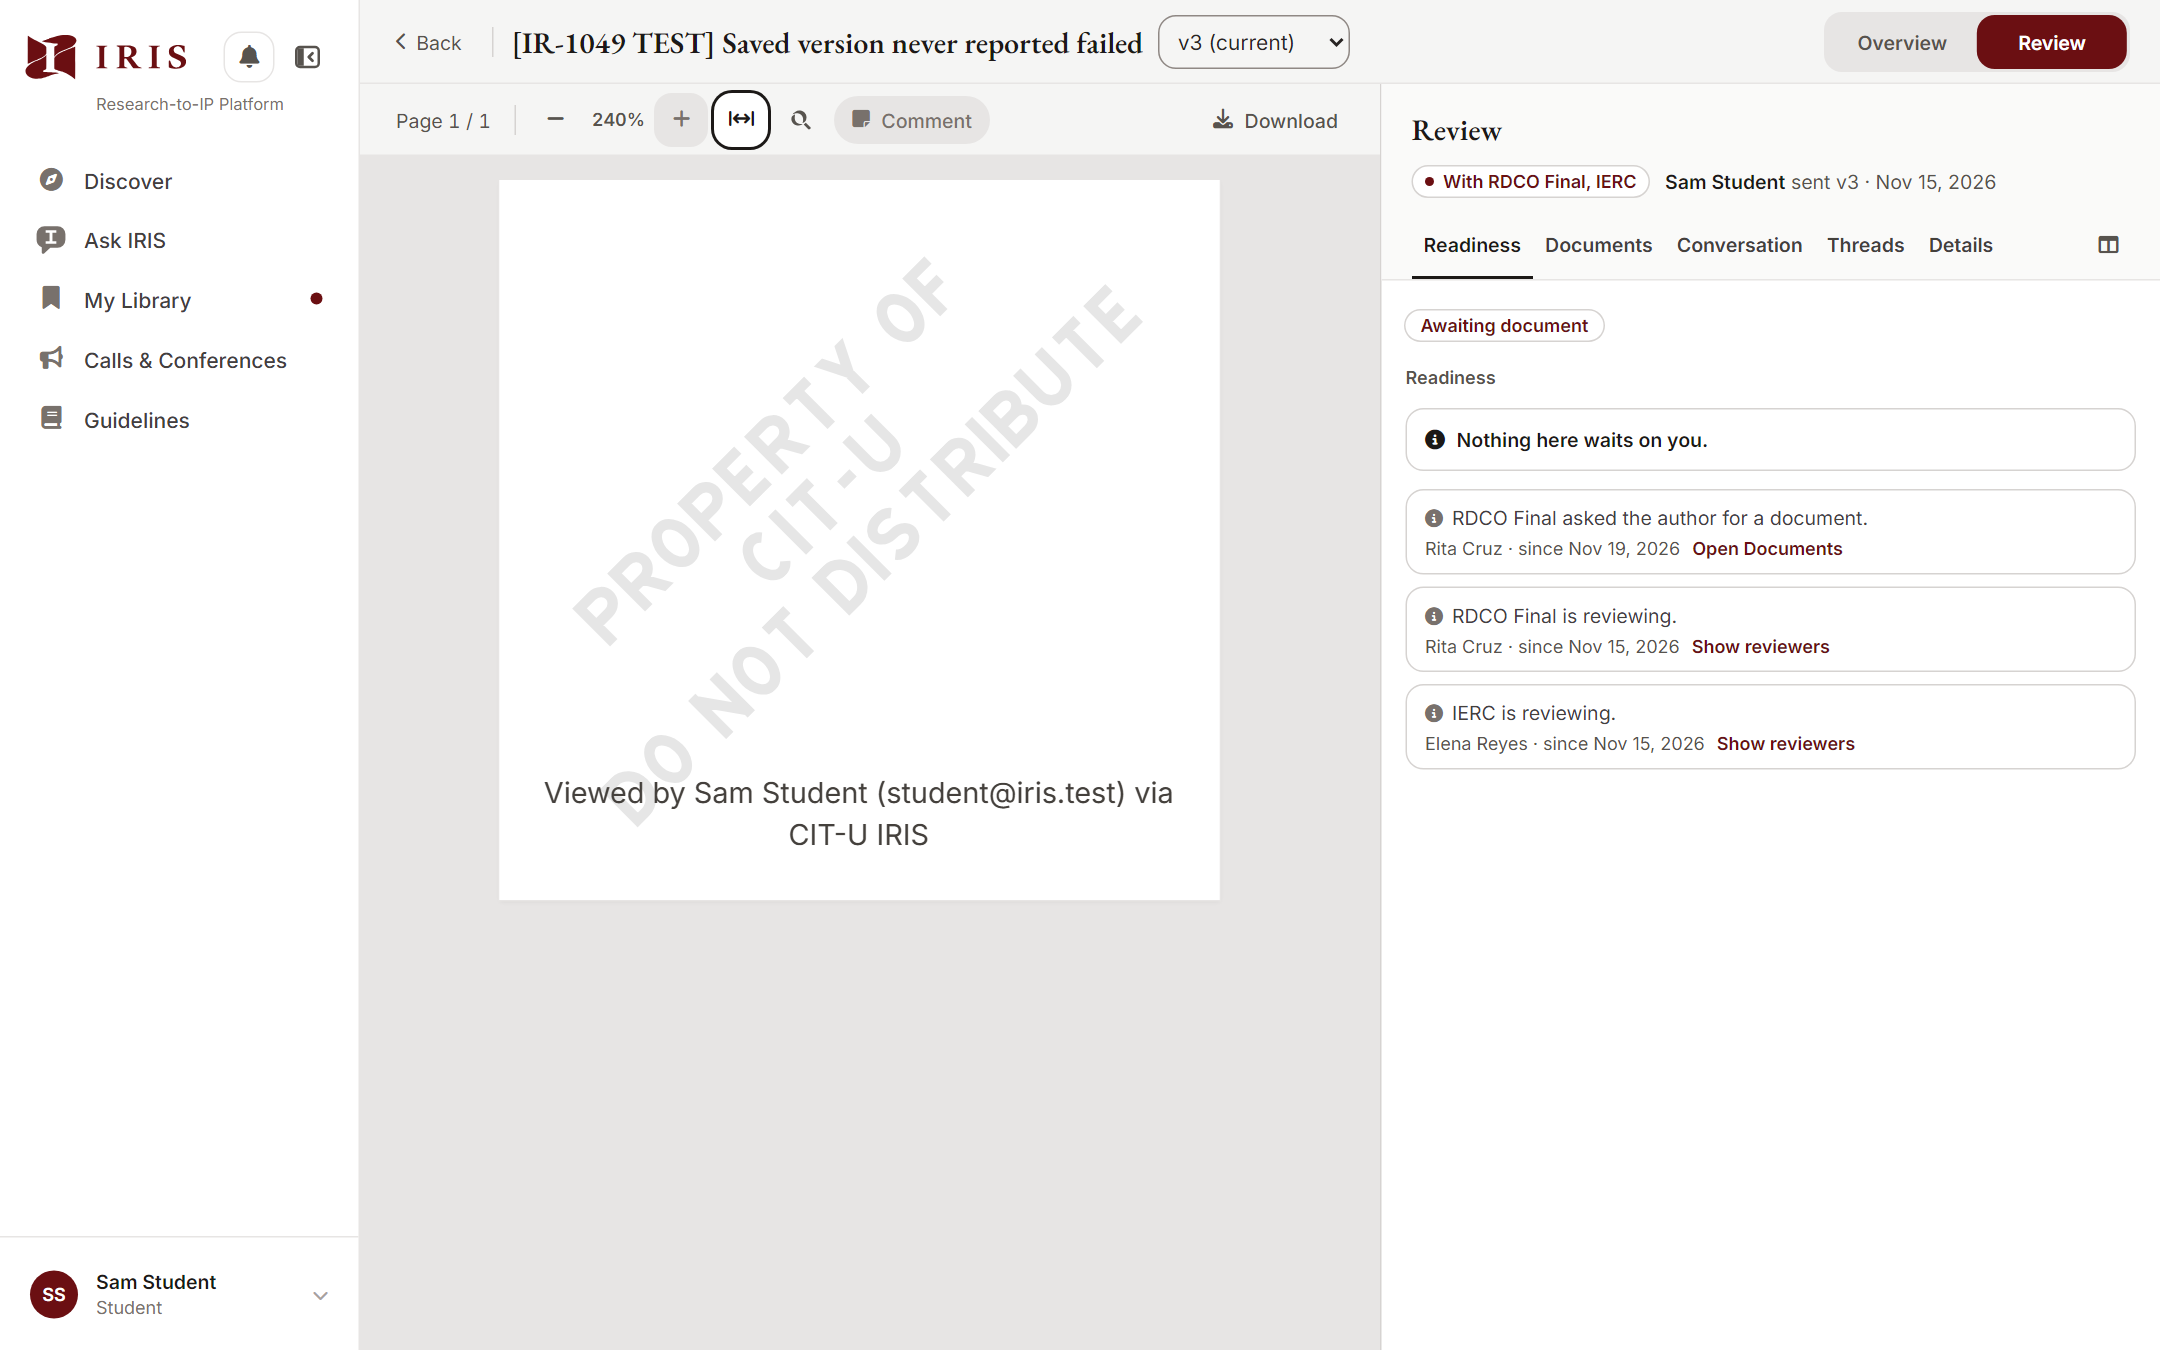 IRIS
Research-to-IP Platform
Discover
Ask IRIS
My Library
Calls & Conferences
Guidelines
SS
Sam Student
Student
Back
[IR-1049 TEST] Saved version never reported failed
v3 (current)
Overview
Review
Page 1 / 1
240%
Comment
Download
PROPERTY OF
CIT-U
DO NOT DISTRIBUTE
Viewed by Sam Student (student@iris.test) via
CIT-U IRIS
Review
With RDCO Final, IERC
Sam Student sent v3 · Nov 15, 2026
Readiness
Documents
Conversation
Threads
Details
Awaiting document
Readiness
Nothing here waits on you.
RDCO Final asked the author for a document.
Rita Cruz · since Nov 19, 2026 Open Documents
RDCO Final is reviewing.
Rita Cruz · since Nov 15, 2026 Show reviewers
IERC is reviewing.
Elena Reyes · since Nov 15, 2026 Show reviewers